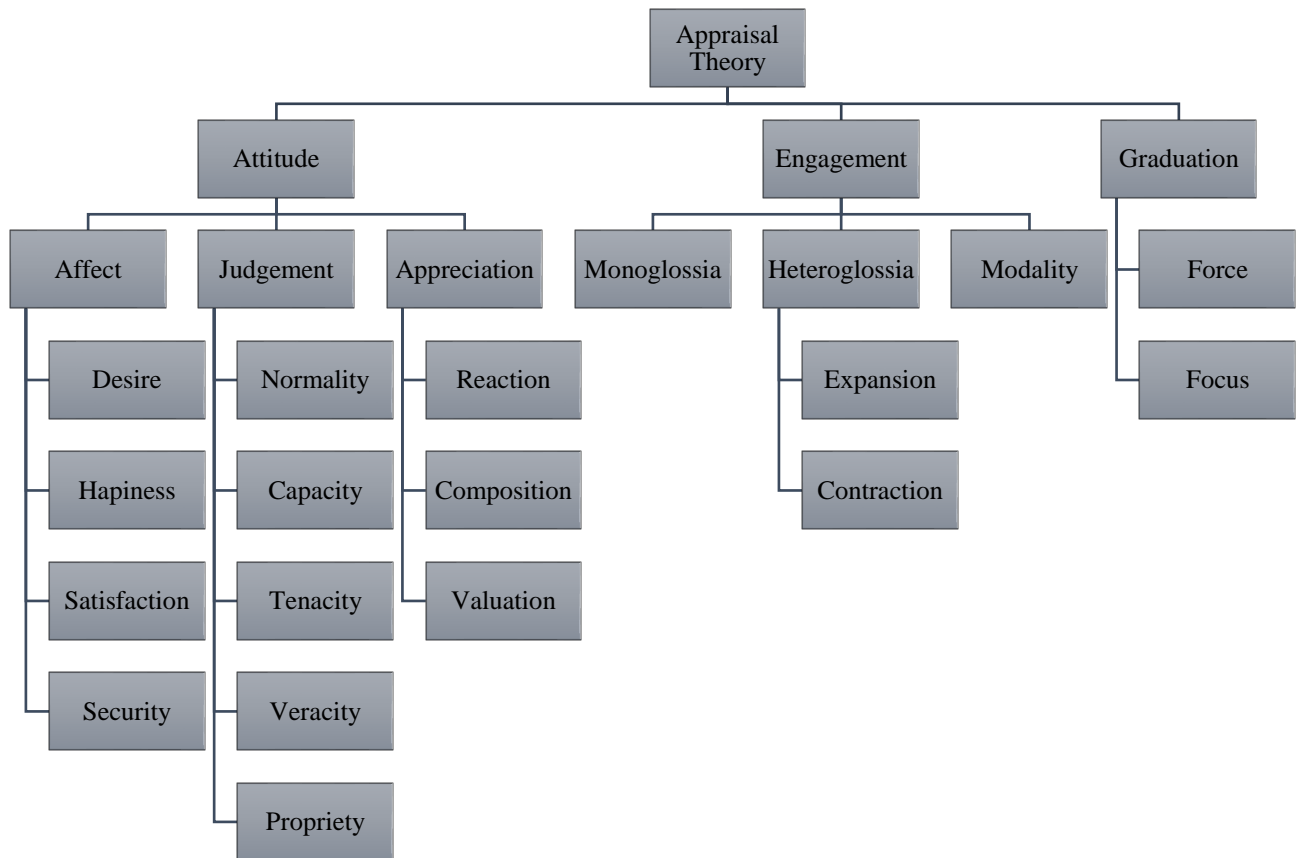 Appraisal
Theory
Attitude
Engagement
Graduation
Affect
Judgement
Appreciation
Monoglossia
Heteroglossia
Modality
Force
Desire
Normality
Reaction
Expansion
Focus
Hapiness
Capacity
Composition
Contraction
Satisfaction
Tenacity
Valuation
Security
Veracity
Propriety